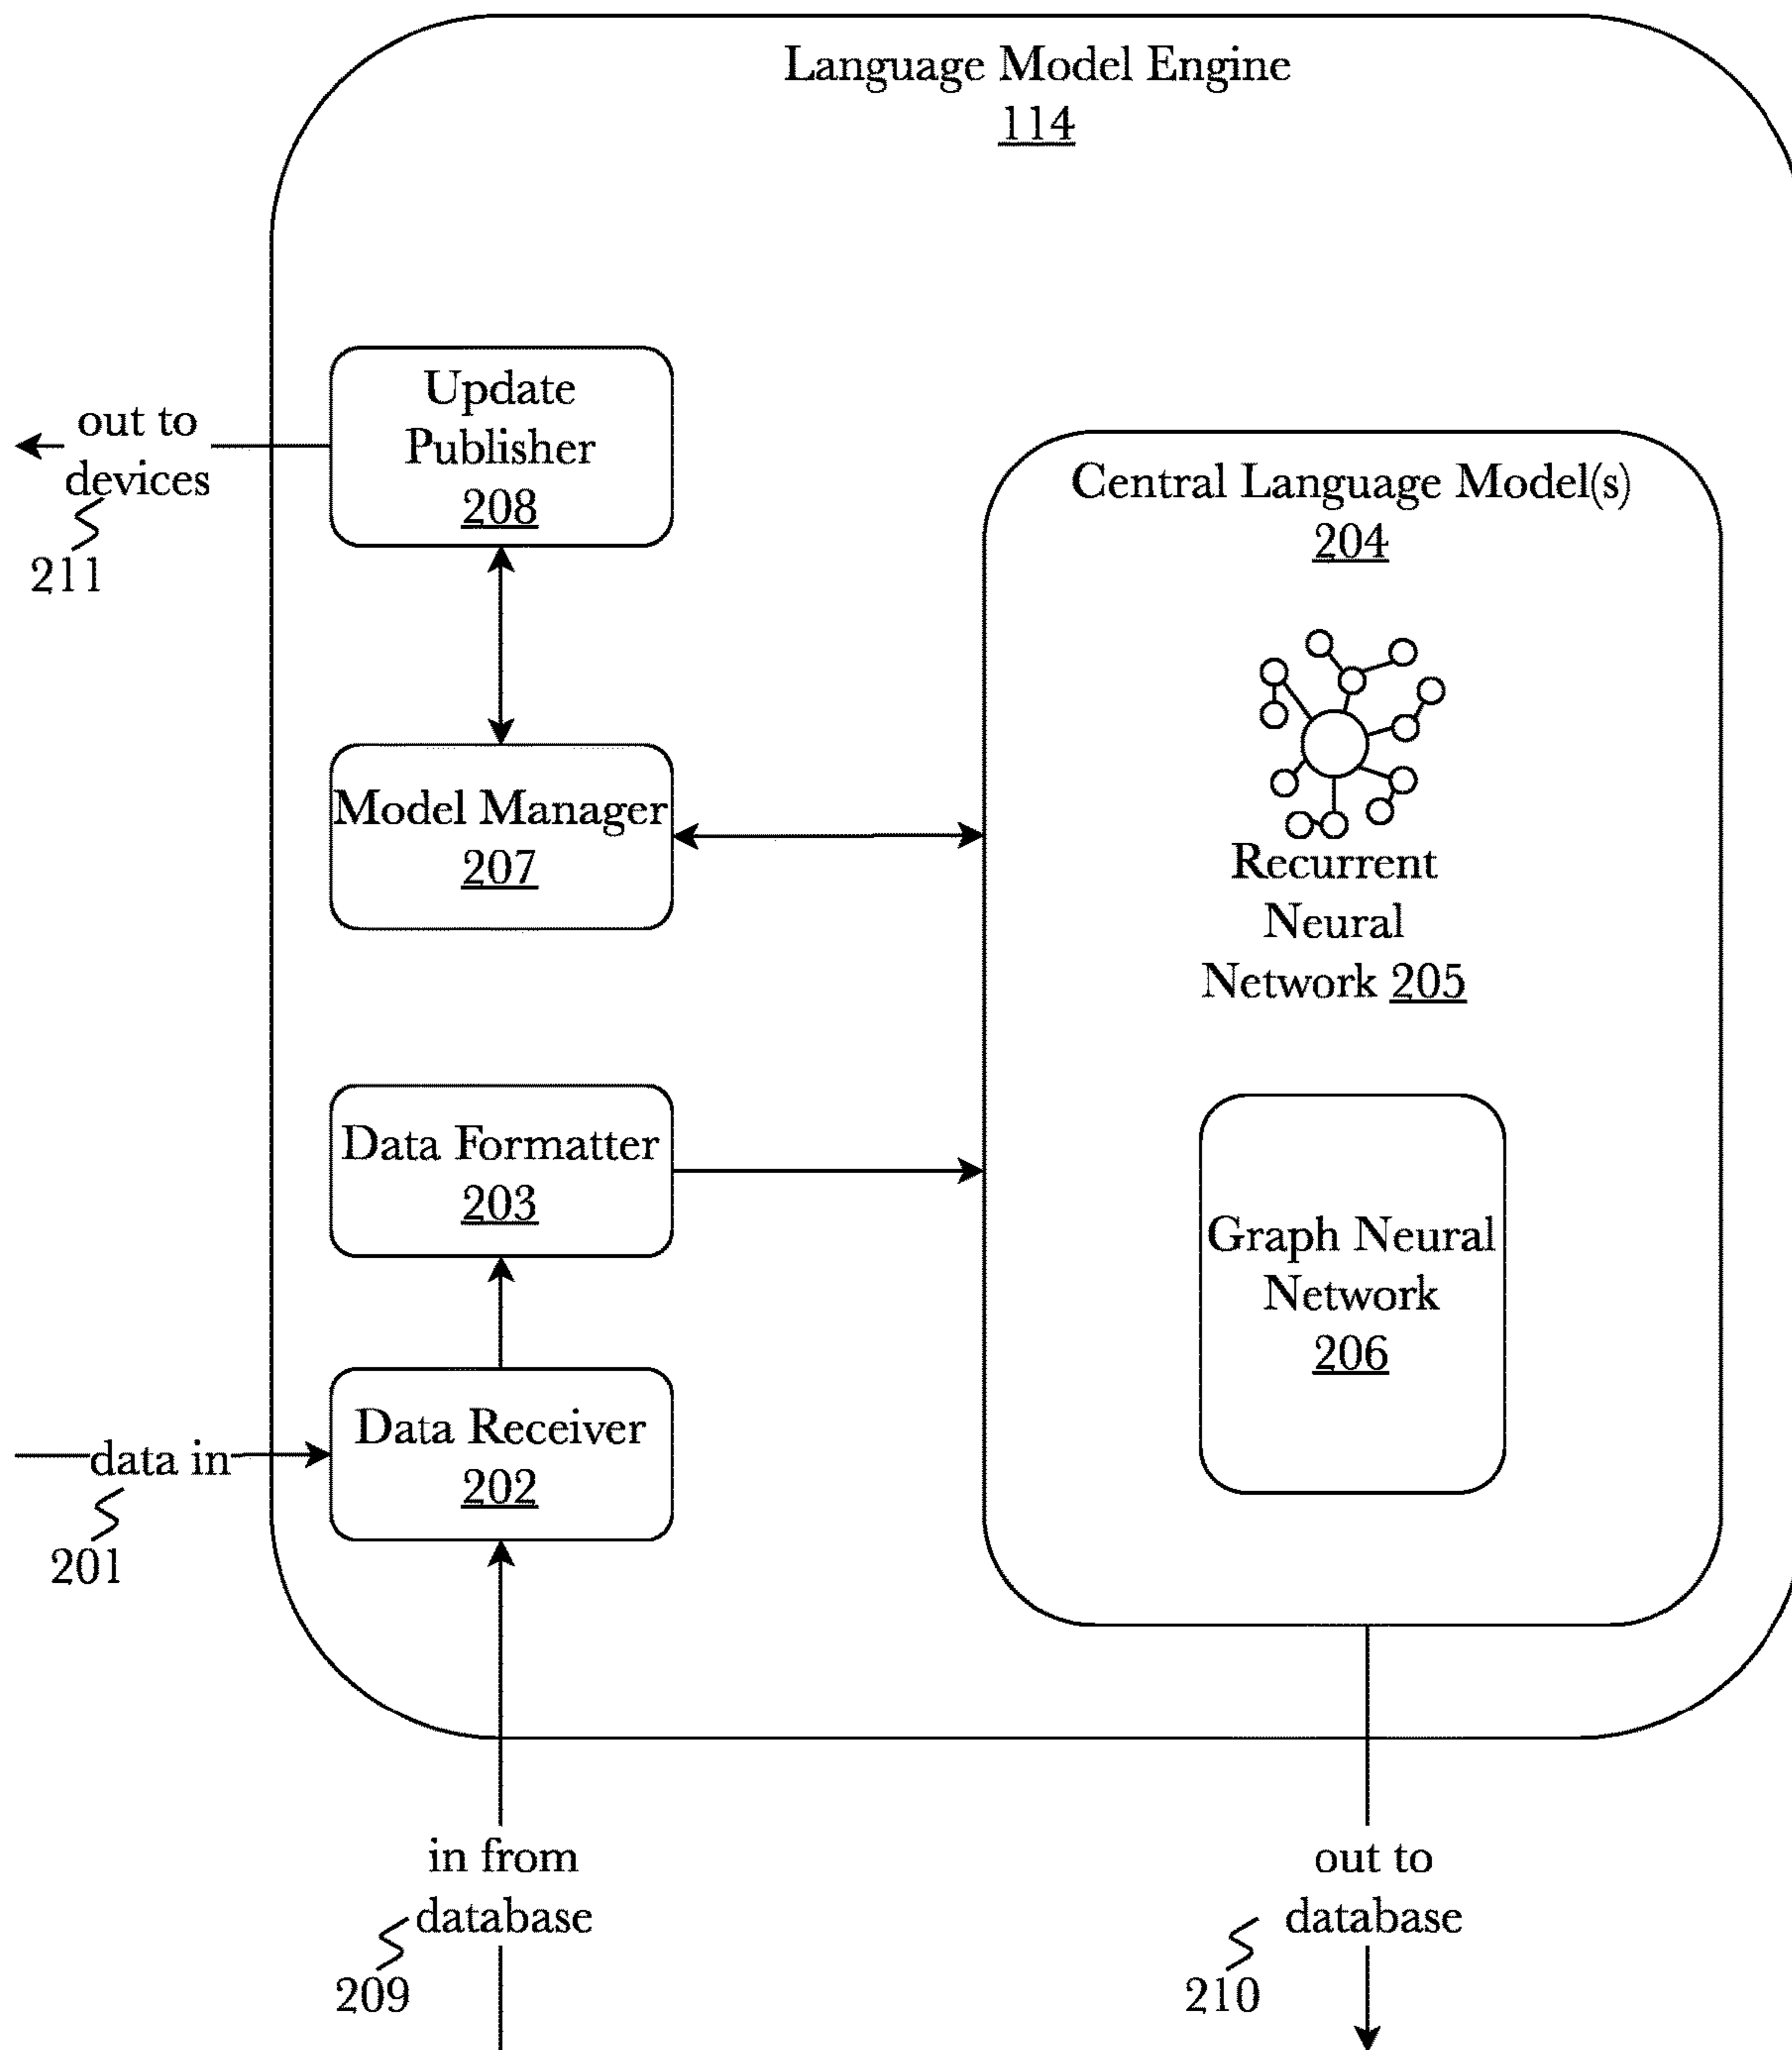 Language Model Engine
114
Update
Publisher
208
out to
devices
211
Central Language Model(s)
204
Model Manager
207
Recurrent
Neural
Network 205
Data Formatter
203
Graph Neural
Network
206
Data Receiver
202
data in
201
in from
database
209
out to
database
210